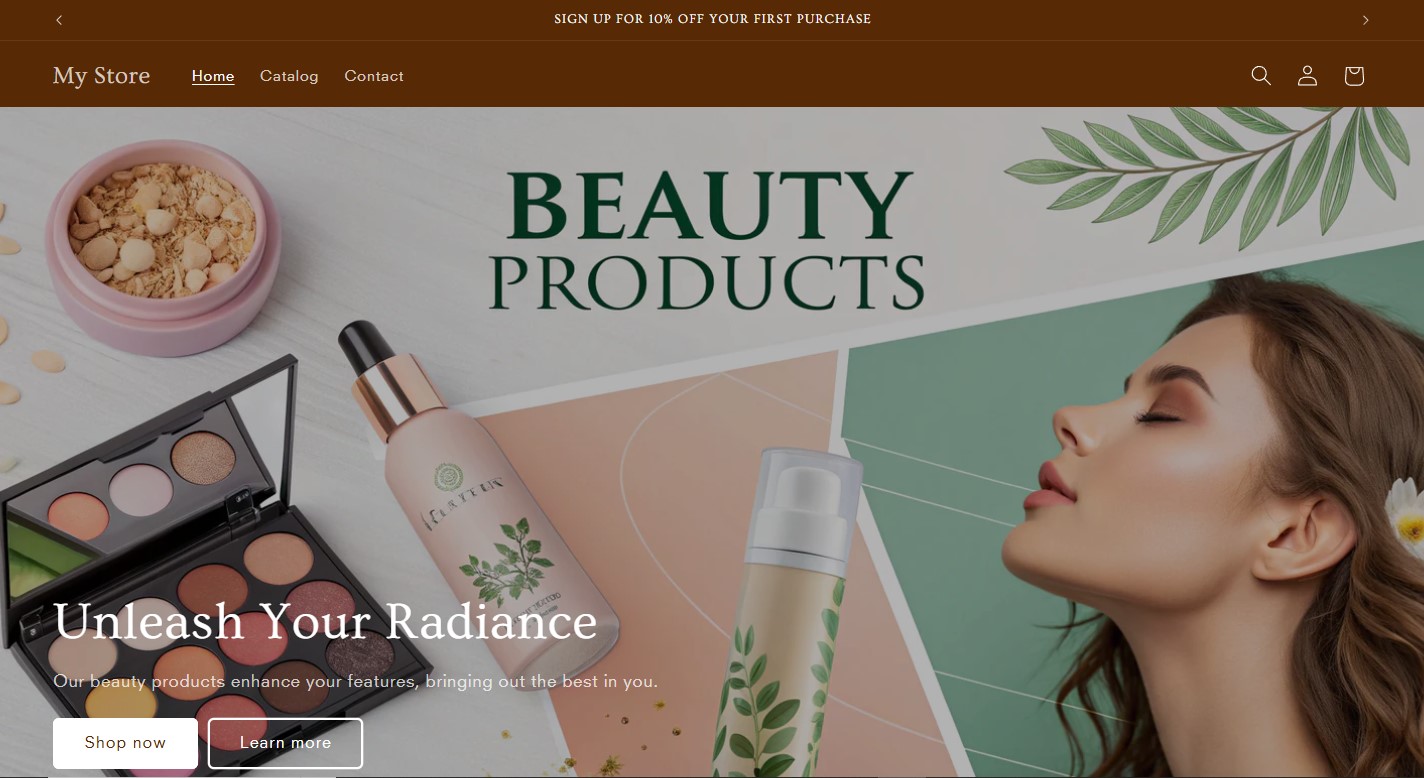 SIGN UP FOR 10% OFF YOUR FIRST PURCHASE
My Store
Home
Catalog
Contact
BEAUTY
PRODUCTS
Unleash Your Radiance
Our beauty products enhance your features, bringing out the best in you.
Shop now
Learn more